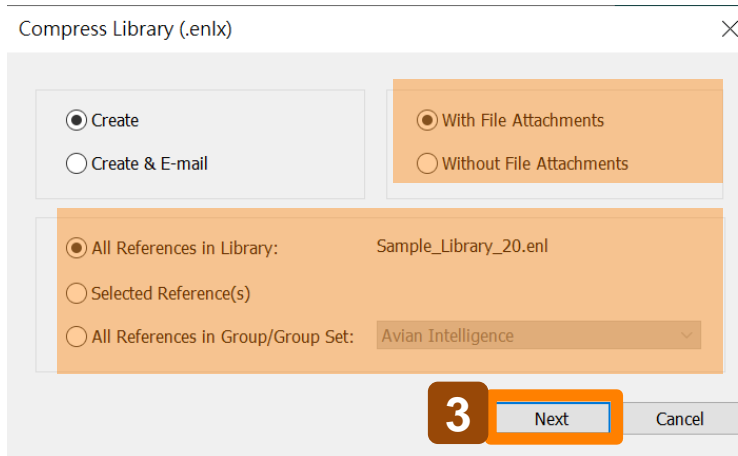 Compress Library (.enlx)
Create
With File Attachments
Create & E-mail
Without File Attachments
All References in Library: Sample_Library_20.enl
Selected Reference(s)
All References in Group/Group Set: Avian Intelligence
3 Next Cancel